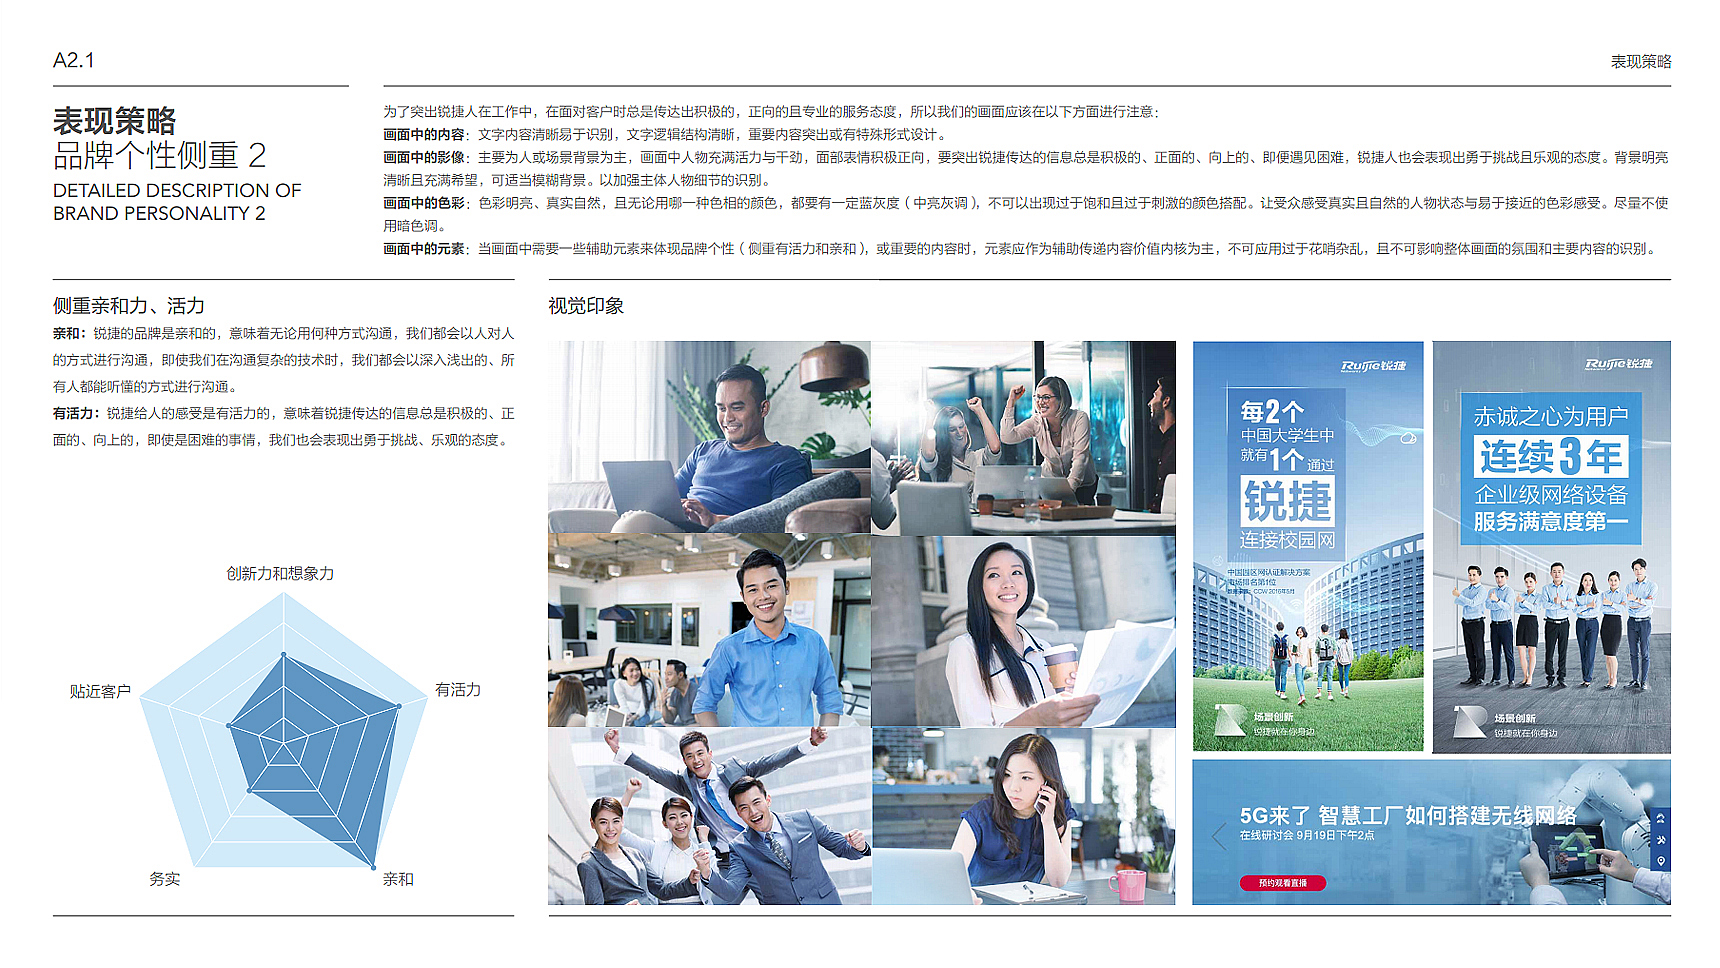 A2.1
表现策略
表现策略
品牌个性侧重 2
DETAILED DESCRIPTION OF
BRAND PERSONALITY 2
为了突出锐捷人在工作中，在面对客户时总是传达出积极的，正向的且专业的服务态度，所以我们的画面应该在以下方面进行注意：
画面中的内容：文字内容清晰易于识别，文字逻辑结构清晰，重要内容突出或有特殊形式设计。
画面中的影像：主要为人或场景背景为主，画面中人物充满活力与干劲，面部表情积极正向，要突出锐捷传达的信息总是积极的、正面的、向上的、即便遇见困难，锐捷人也会表现出勇于挑战且乐观的态度。背景明亮
清晰且充满希望，可适当模糊背景。以加强主体人物细节的识别。
画面中的色彩：色彩明亮、真实自然，且无论用哪一种色相的颜色，都要有一定蓝灰度（中亮灰调），不可以出现过于饱和且过于刺激的颜色搭配。让受众感受真实且自然的人物状态与易于接近的色彩感受。尽量不使
用暗色调。
画面中的元素：当画面中需要一些辅助元素来体现品牌个性（侧重有活力和亲和），或重要的内容时，元素应作为辅助传递内容价值内核为主，不可应用过于花哨杂乱，且不可影响整体画面的氛围和主要内容的识别。
侧重亲和力、活力
亲和：锐捷的品牌是亲和的，意味着无论用何种方式沟通，我们都会以人对人
的方式进行沟通，即使我们在沟通复杂的技术时，我们都会以深入浅出的、所
有人都能听懂的方式进行沟通。
有活力：锐捷给人的感受是有活力的，意味着锐捷传达的信息总是积极的、正
面的、向上的，即使是困难的事情，我们也会表现出勇于挑战、乐观的态度。
创新力和想象力
贴近客户
有活力
务实
亲和
视觉印象
Ruijie锐捷
每2个
中国大学生中
就有1个 通过
锐捷
连接校园网
中国园区网认证解决方案
市场排名第1位
CCW 2016年5月
场景创新
锐捷就在你身边
Ruijie锐捷
赤诚之心为用户
连续3年
企业级网络设备
服务满意度第一
场景创新
锐捷就在你身边
5G来了 智慧工厂如何搭建无线网络
在线研讨会 9月19日下午2点
预约观看直播